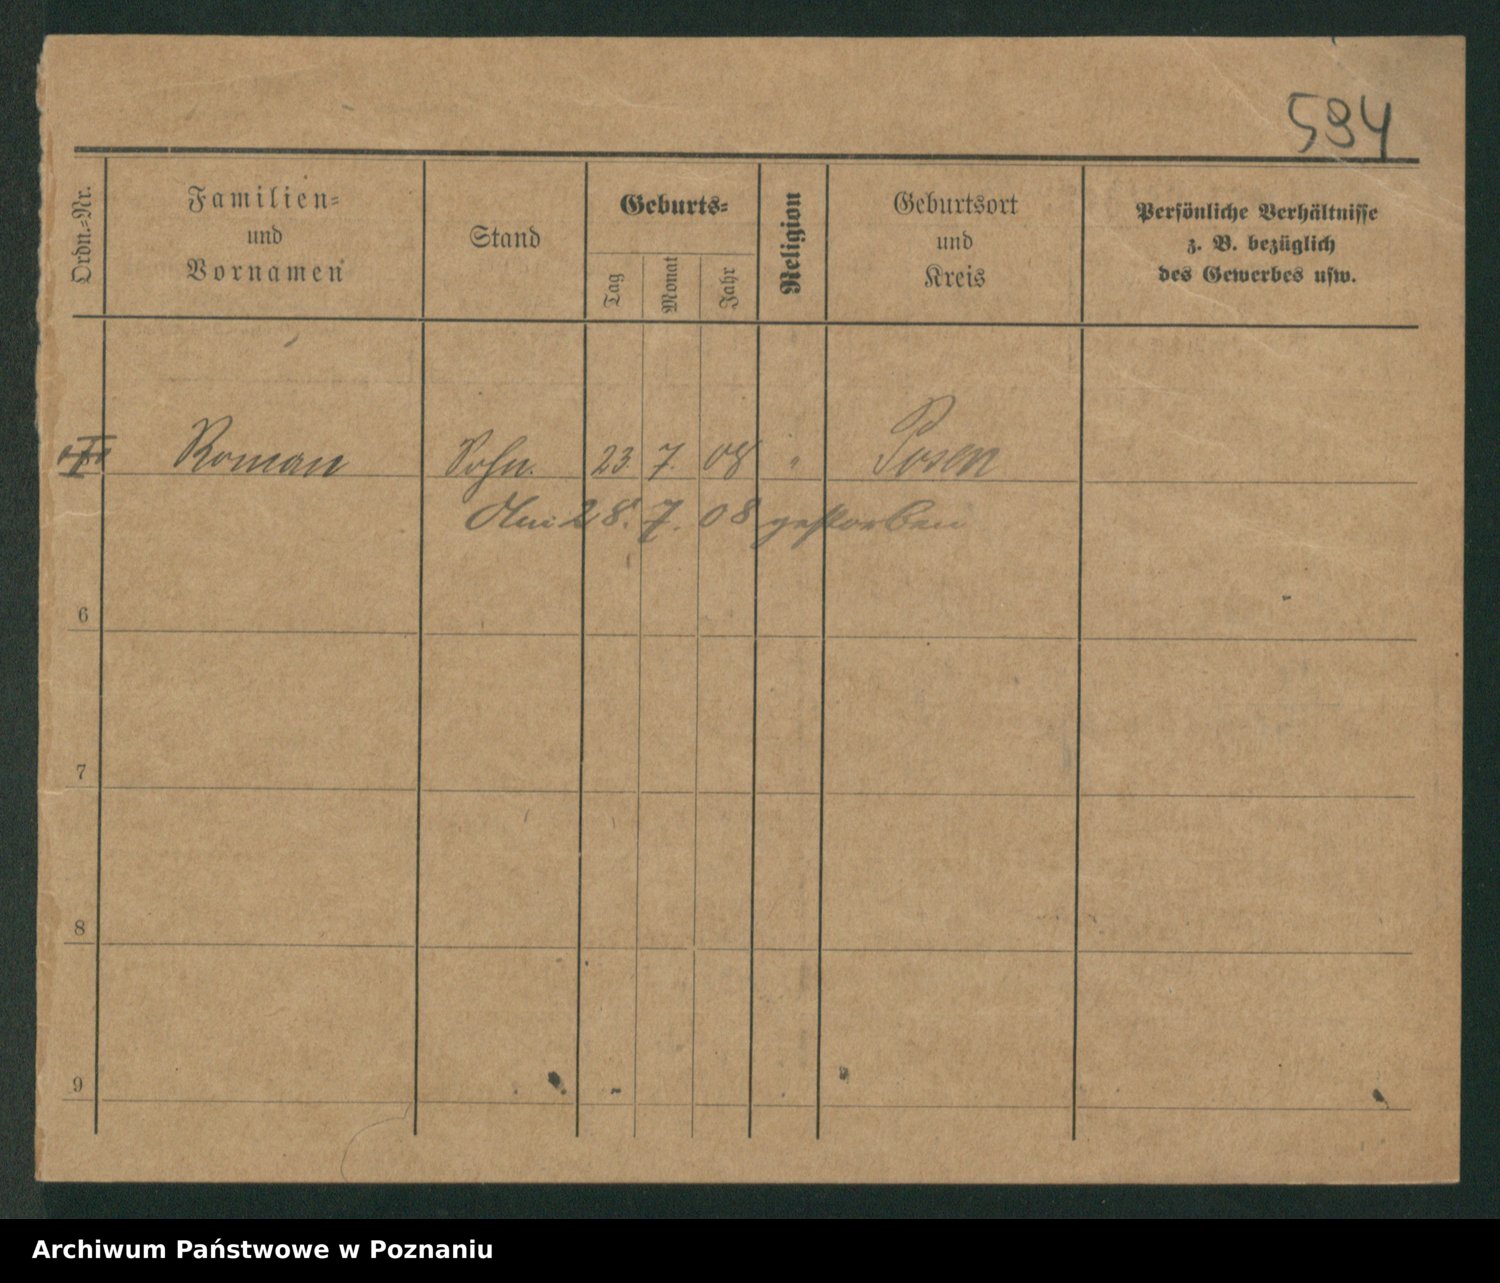 594
Ordn.-Nr.
Familien-
und
Vornamen
Stand
Geburts-
Tag
Monat
Jahr
Religion
Geburtsort
und
Kreis
Persönliche Verhältnisse
z. B. bezüglich
des Gewerbes usw.
Roman Sohn. 23. 7. 08 " Posen
Am 28. 7. 08 gestorben
6
7
8
9
Archiwum Państwowe w Poznaniu